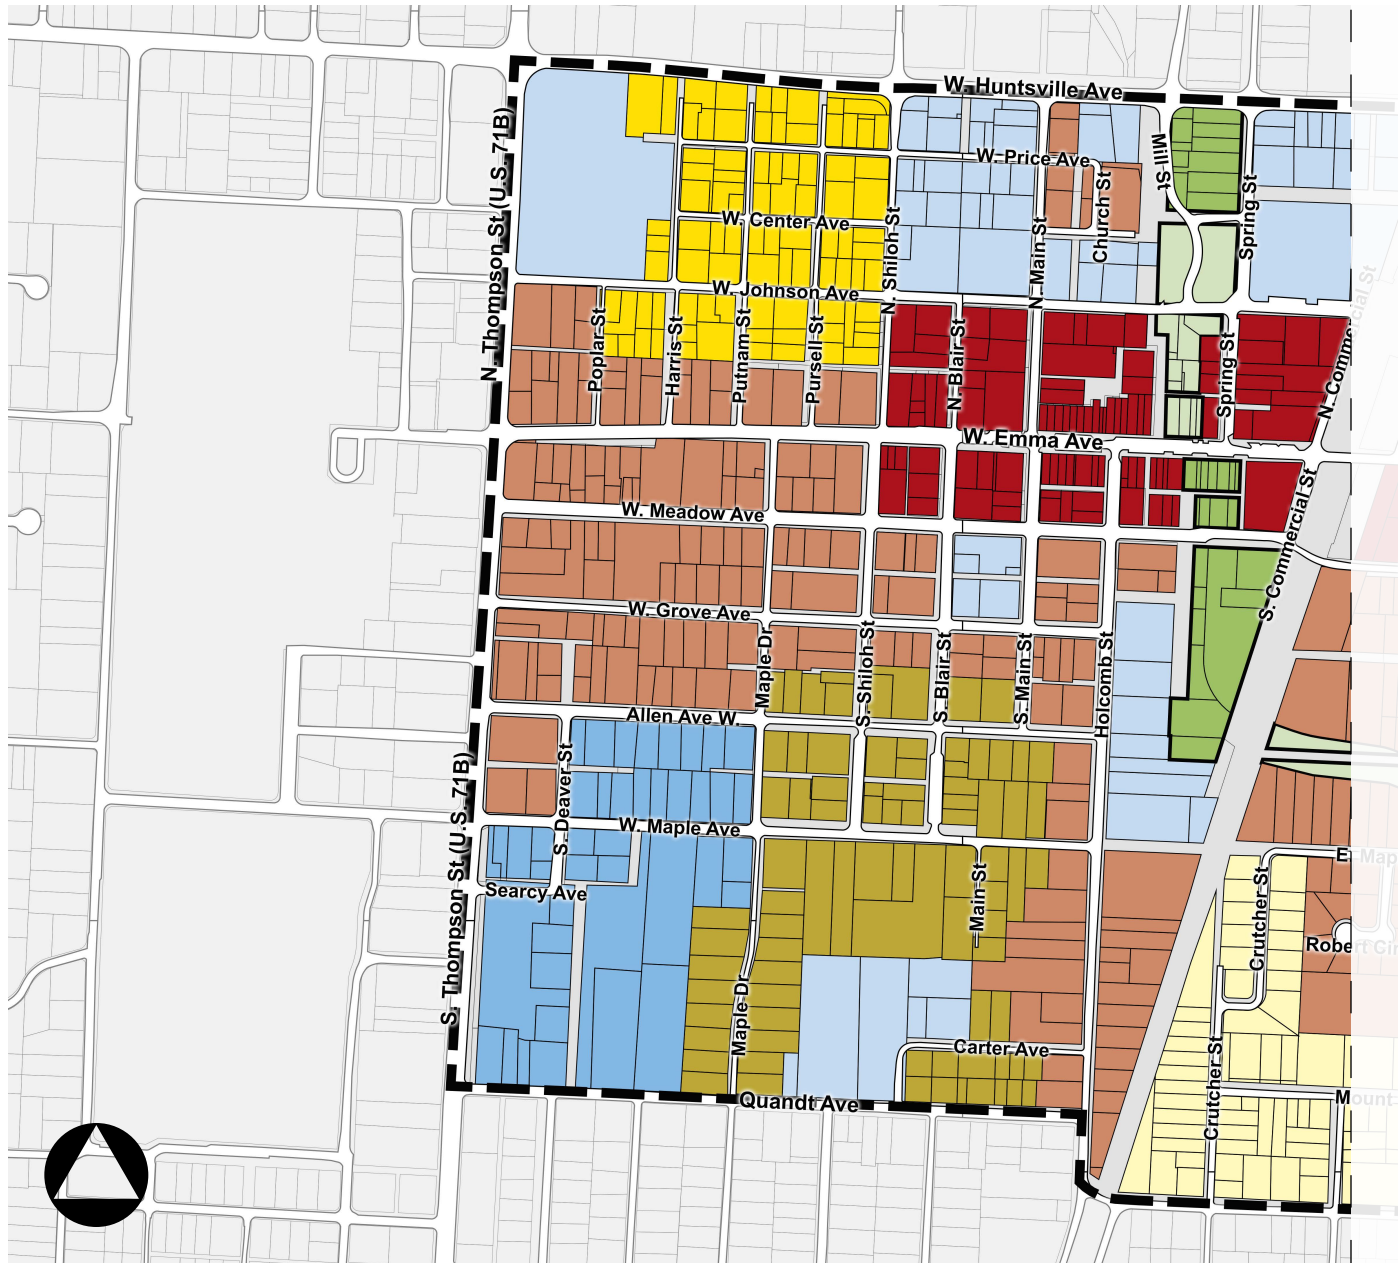 W. Huntsville Ave
N. Thompson St (U.S. 71B)
Mill St
W. Price Ave
Church St
Spring St
W. Center Ave
N. Shiloh St
N. Main St
W. Johnson Ave
N. Commercial St
Poplar St
Harris St
Putnam St
Pursell St
N. Blair St
Spring St
W. Emma Ave
W. Meadow Ave
S. Commercial St
W. Grove Ave
Maple Dr
S. Shiloh St
S. Blair St
S. Main St
Holcomb St
Allen Ave W.
S. Deaver St
W. Maple Ave
S. Thompson St (U.S. 71B)
E. Map
Searcy Ave
Main St
Crutcher St
Robert Cir
Maple Dr
Carter Ave
Crutcher St
Quandt Ave
Mount